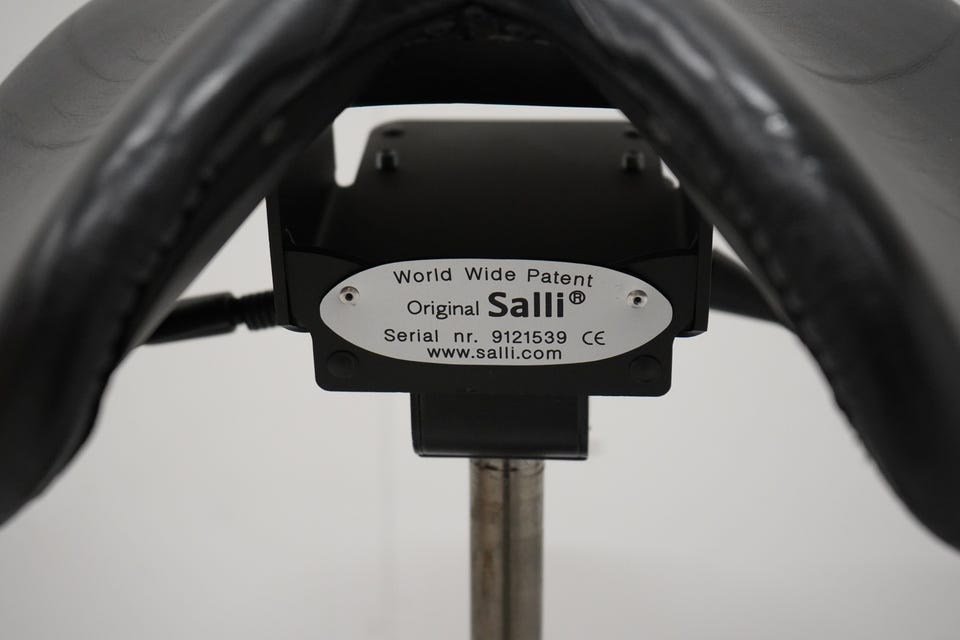 World Wide Patent
Original Salli®
Serial nr. 9121539 CE
www.salli.com